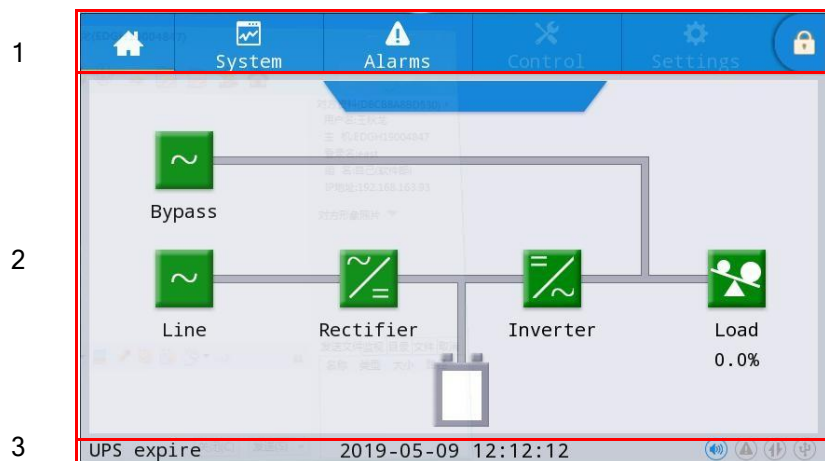 1
System
Alarms
Control
Settings
2
Bypass
Line
Rectifier
Inverter
Load
0.0%
3
UPS expire
2019-05-09 12:12:12